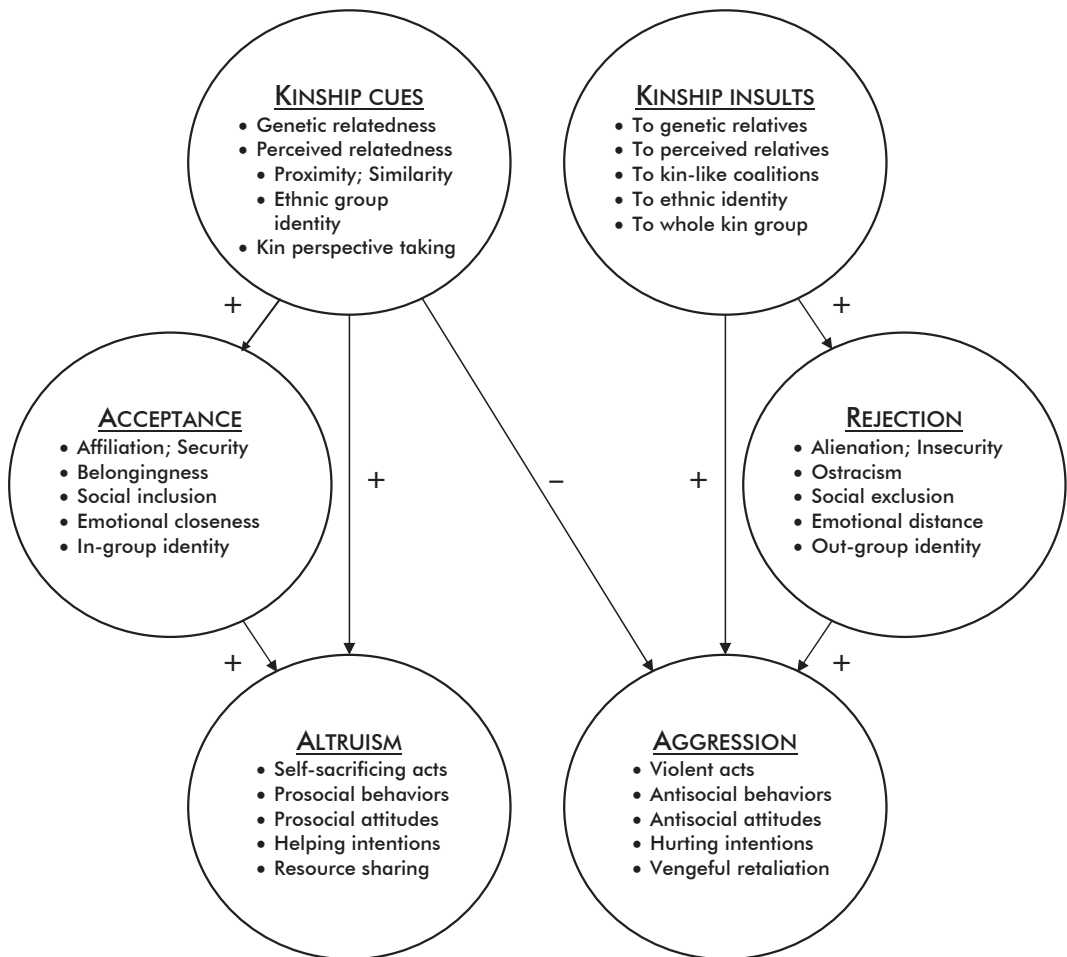 KINSHIP CUES
• Genetic relatedness
• Perceived relatedness
• Proximity; Similarity
• Ethnic group
identity
• Kin perspective taking
KINSHIP INSULTS
• To genetic relatives
• To perceived relatives
• To kin-like coalitions
• To ethnic identity
• To whole kin group
+
+
ACCEPTANCE
• Affiliation; Security
• Belongingness
• Social inclusion
• Emotional closeness
• In-group identity
+
–
+
REJECTION
• Alienation; Insecurity
• Ostracism
• Social exclusion
• Emotional distance
• Out-group identity
+
+
ALTRUISM
• Self-sacrificing acts
• Prosocial behaviors
• Prosocial attitudes
• Helping intentions
• Resource sharing
AGGRESSION
• Violent acts
• Antisocial behaviors
• Antisocial attitudes
• Hurting intentions
• Vengeful retaliation